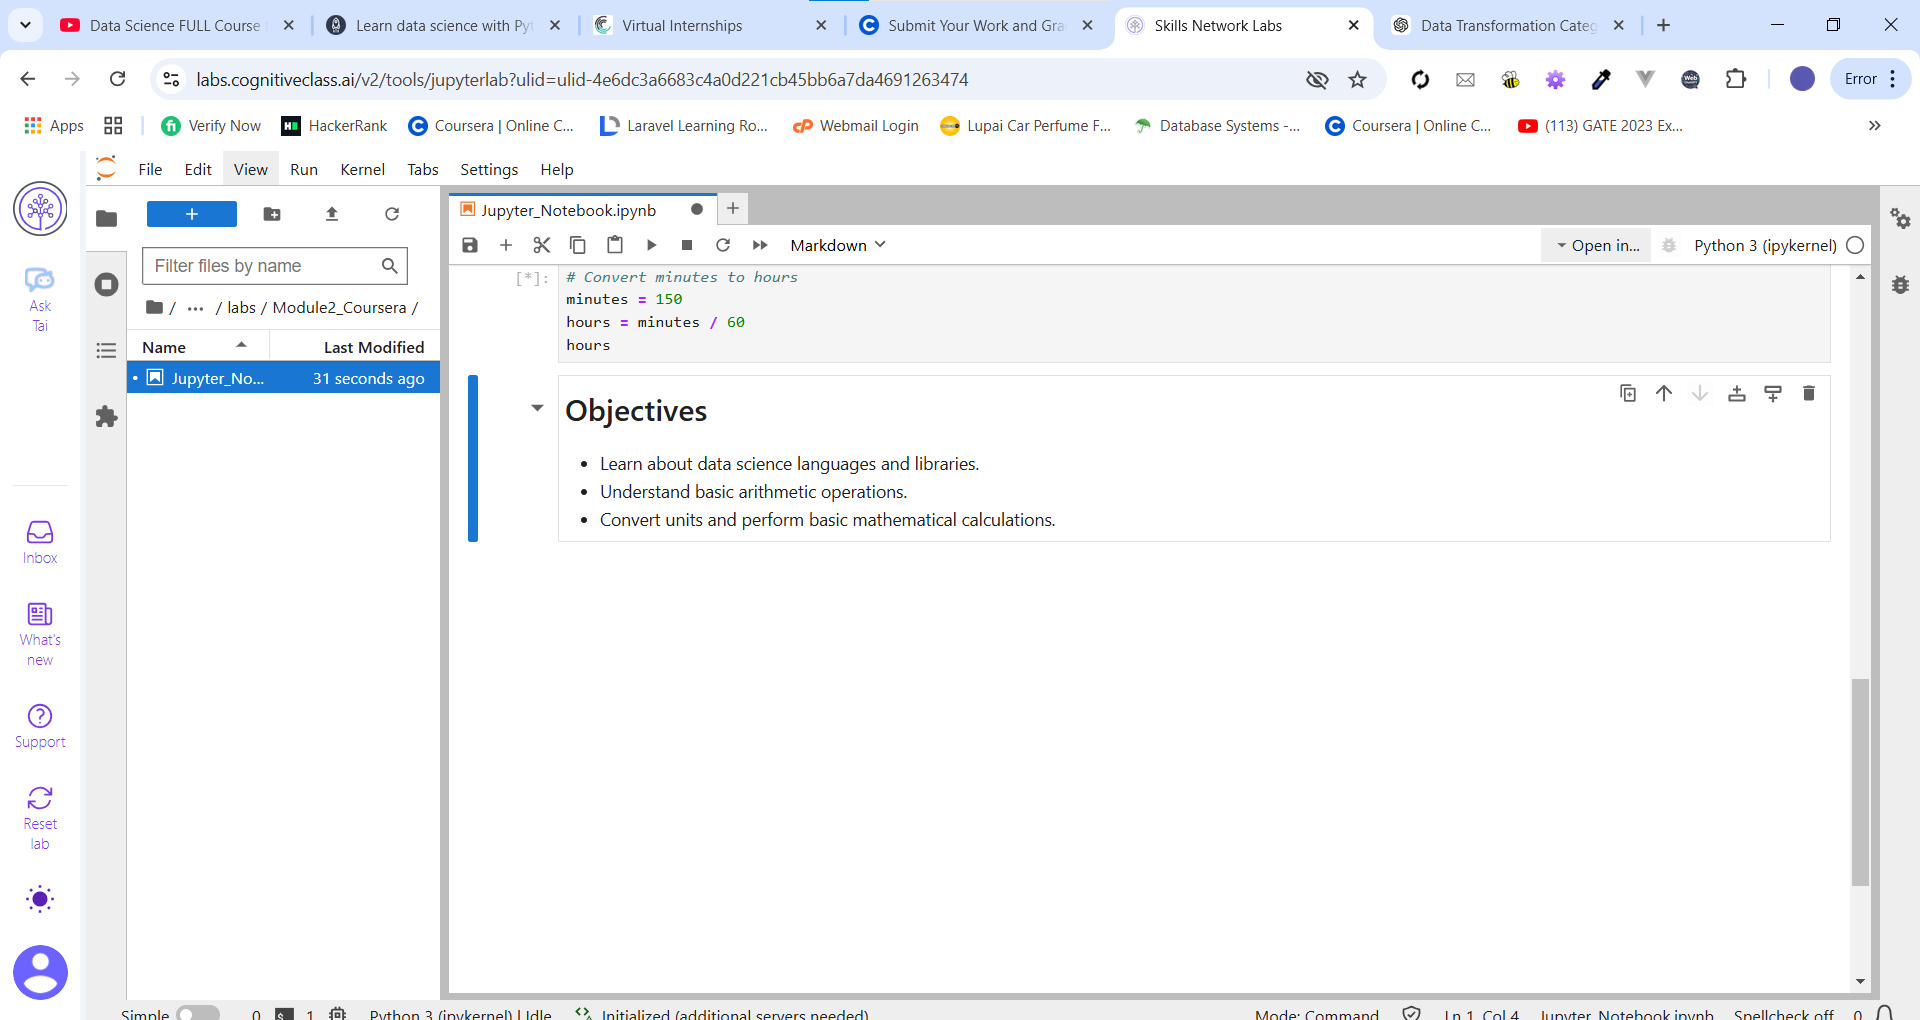 Data Science FULL Course
Learn data science with Pyt
Virtual Internships
Submit Your Work and Gra
Skills Network Labs
Data Transformation Categ
labs.cognitiveclass.ai/v2/tools/jupyterlab?ulid=ulid-4e6dc3a6683c4a0d221cb45bb6a7da4691263474
Error
Apps
Verify Now
HackerRank
Coursera | Online C...
Laravel Learning Ro...
Webmail Login
Lupai Car Perfume F...
Database Systems -...
Coursera | Online C...
(113) GATE 2023 Ex...
File Edit View Run Kernel Tabs Settings Help
Ask
Tai
Inbox
What's
new
Support
Reset
lab
Filter files by name
/ ... / labs / Module2_Coursera /
Name Last Modified
Jupyter_No... 31 seconds ago
Jupyter_Notebook.ipynb
Markdown
Open in...
Python 3 (ipykernel)
[*]: # Convert minutes to hours
minutes = 150
hours = minutes / 60
hours
Objectives
• Learn about data science languages and libraries.
• Understand basic arithmetic operations.
• Convert units and perform basic mathematical calculations.
Simple 0 1 Python 3 (ipykernel) | Idle Initialized (additional servers needed) Mode: Command Ln 1, Col 4 Jupyter_Notebook.ipynb Spellcheck off 0